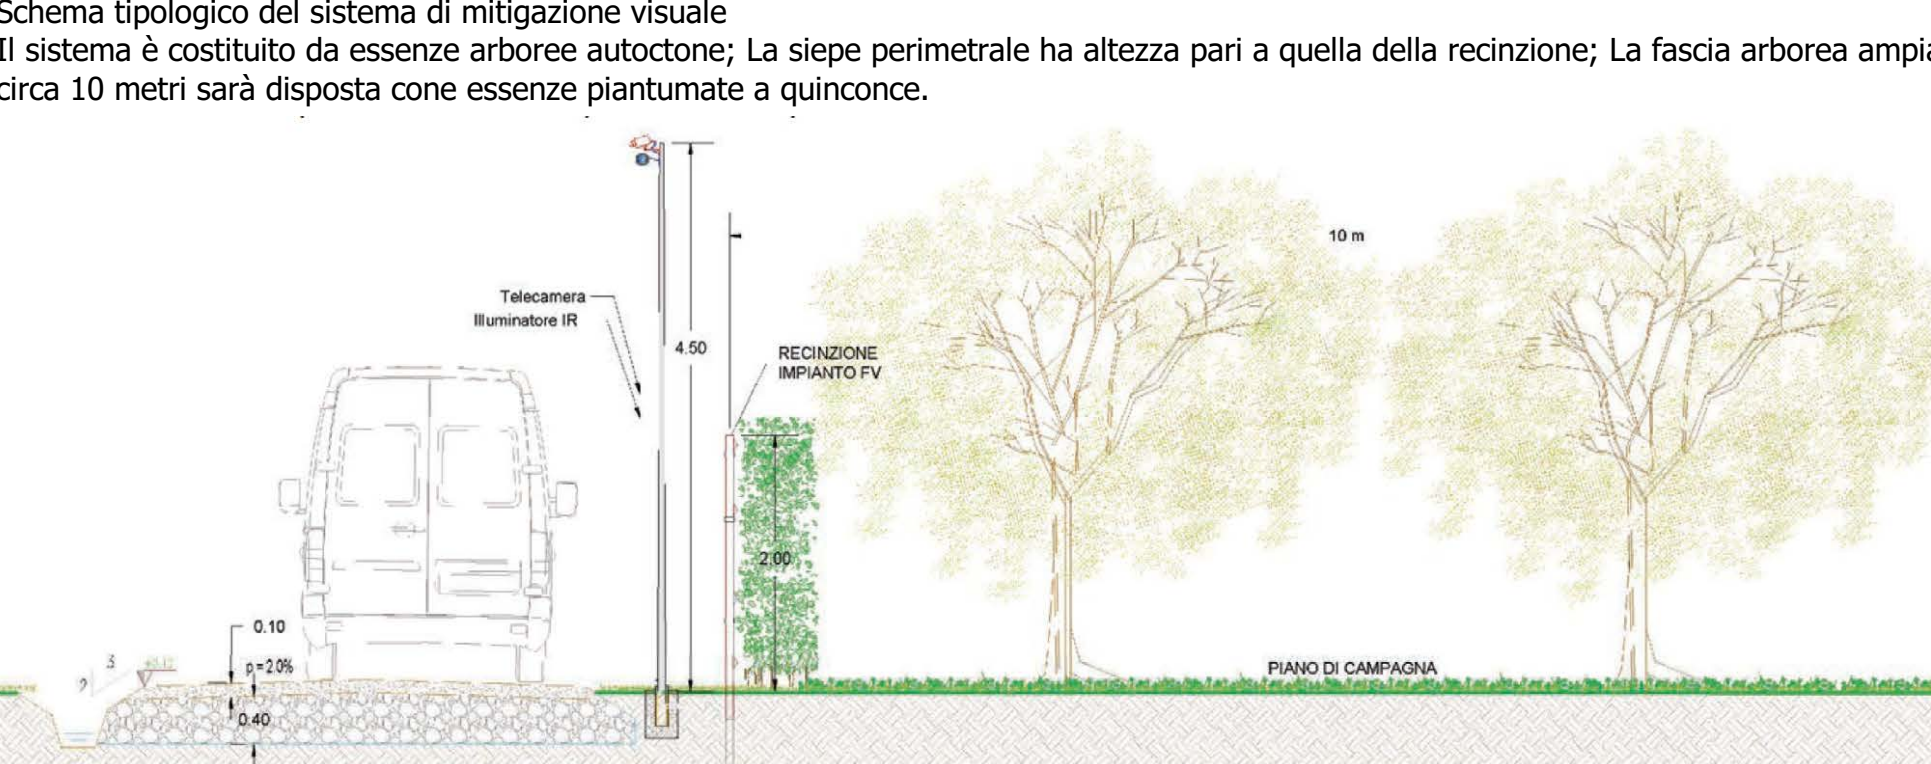 Schema tipologico del sistema di mitigazione visuale
Il sistema è costituito da essenze arboree autoctone; La siepe perimetrale ha altezza pari a quella della recinzione; La fascia arborea ampia
circa 10 metri sarà disposta cone essenze piantumate a quinconce.
10 m
Telecamera
Illuminatore IR
4.50
RECINZIONE
IMPIANTO FV
2.00
0.10
3
p=2.0%
2
PIANO DI CAMPAGNA
0.40